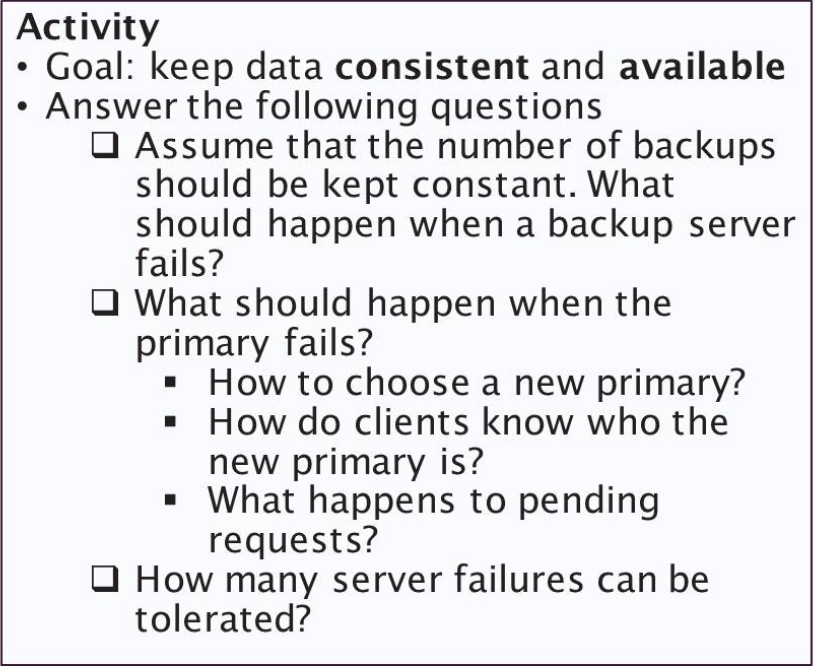 Activity
• Goal: keep data consistent and available
• Answer the following questions
❑ Assume that the number of backups
should be kept constant. What
should happen when a backup server
fails?
❑ What should happen when the
primary fails?
▪ How to choose a new primary?
▪ How do clients know who the
new primary is?
▪ What happens to pending
requests?
❑ How many server failures can be
tolerated?